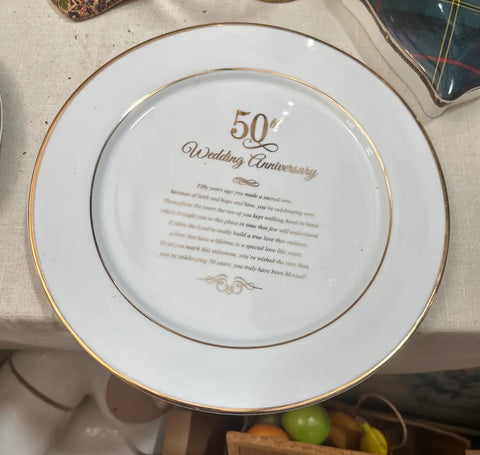 50th
Wedding Anniversary
Fifty years ago you made a sacred vow,
because of faith and hope and love, you're celebrating now.
Throughout the years the two of you kept walking hand in hand,
which brought you to this place in time that few will understand
It takes the Lord to really build a true love that endures,
a love that lasts a lifetime is a special love like yours.
So as you reach this milestone, you're wished the very best,
you're celebrating 50 years, you truly have been blessed!